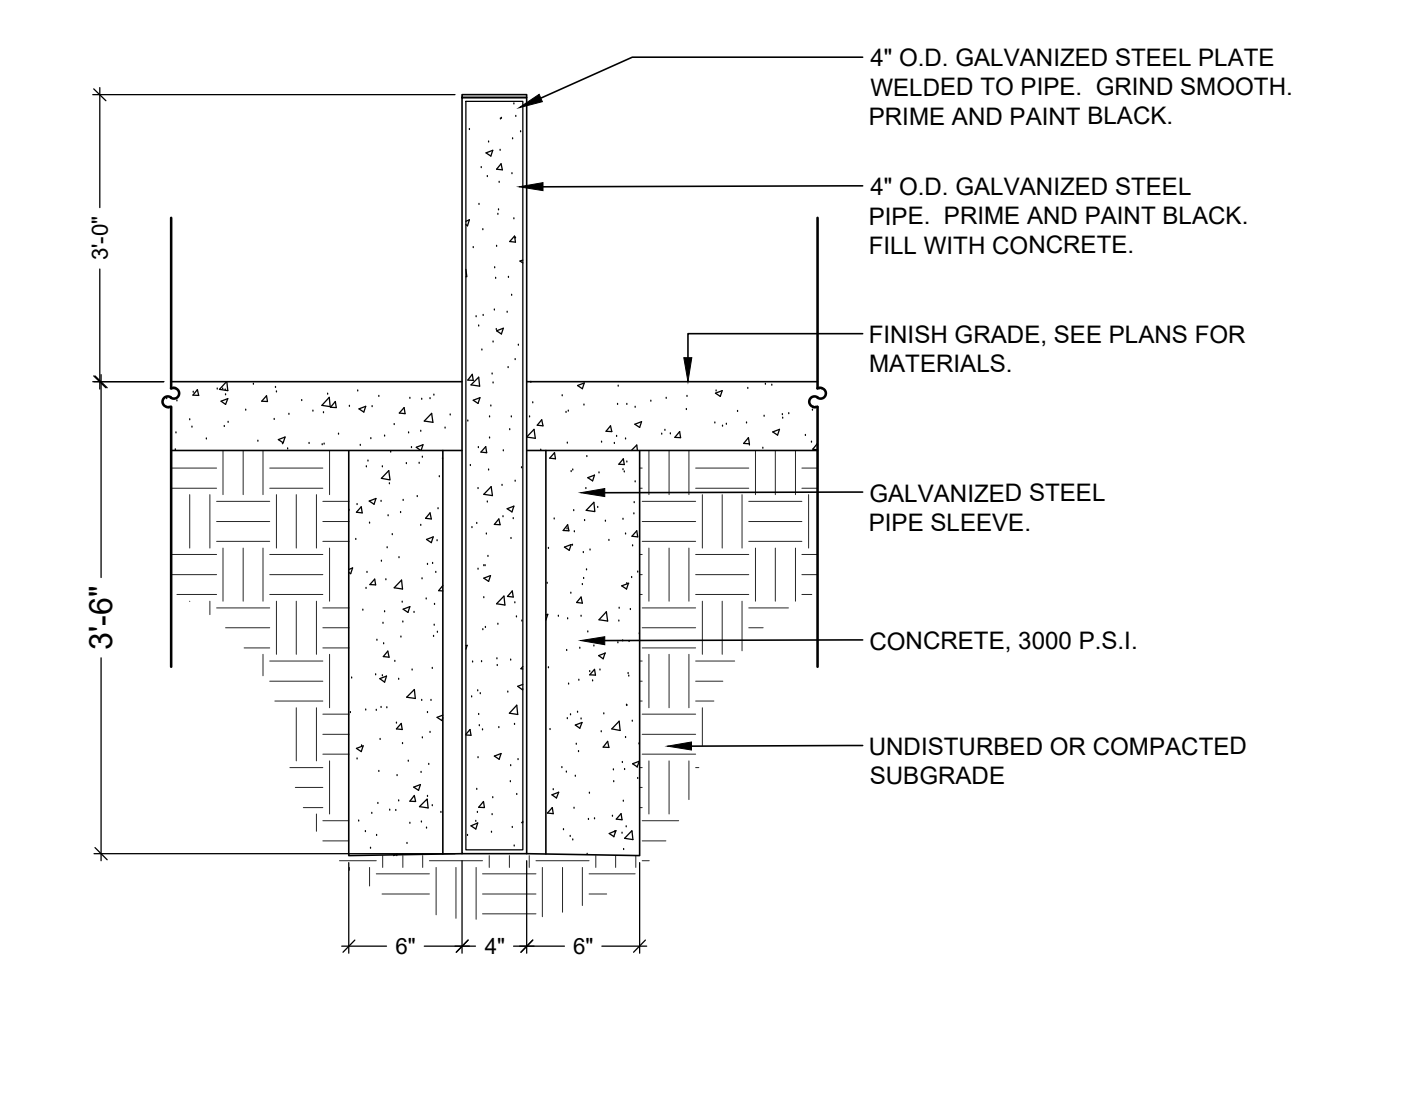 4" O.D. GALVANIZED STEEL PLATE
WELDED TO PIPE. GRIND SMOOTH.
PRIME AND PAINT BLACK.
4" O.D. GALVANIZED STEEL
PIPE. PRIME AND PAINT BLACK.
FILL WITH CONCRETE.
3'-0"
FINISH GRADE, SEE PLANS FOR
MATERIALS.
GALVANIZED STEEL
PIPE SLEEVE.
3'-6"
CONCRETE, 3000 P.S.I.
UNDISTURBED OR COMPACTED
SUBGRADE
6" 4" 6"